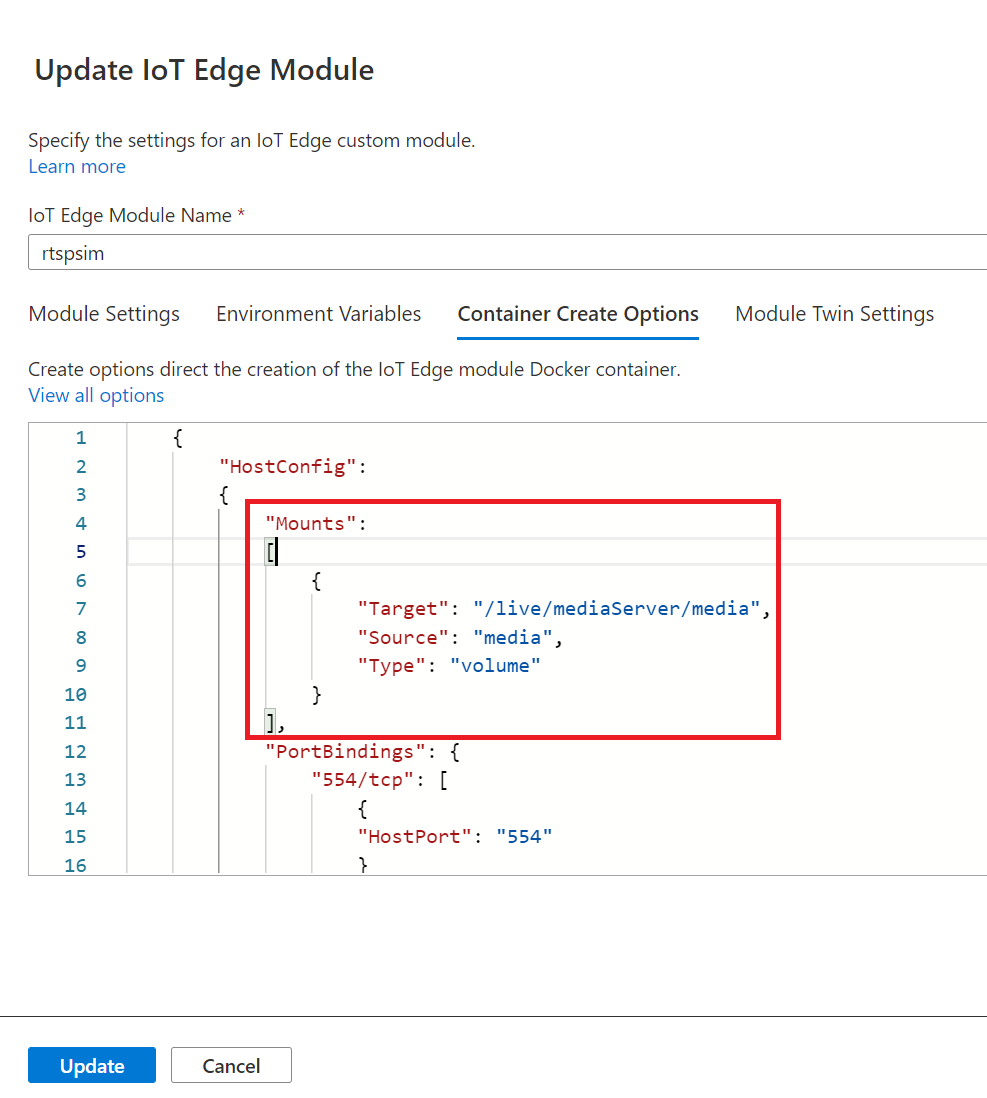 Update IoT Edge Module
Specify the settings for an IoT Edge custom module.
Learn more
IoT Edge Module Name *
rtspsim
Module Settings Environment Variables Container Create Options Module Twin Settings
Create options direct the creation of the IoT Edge module Docker container.
View all options
1 {
2 "HostConfig":
3 {
4 "Mounts":
5 [
6 {
7 "Target": "/live/mediaServer/media",
8 "Source": "media",
9 "Type": "volume"
10 }
11 ],
12 "PortBindings": {
13 "554/tcp": [
14 {
15 "HostPort": "554"
16 }
Update Cancel